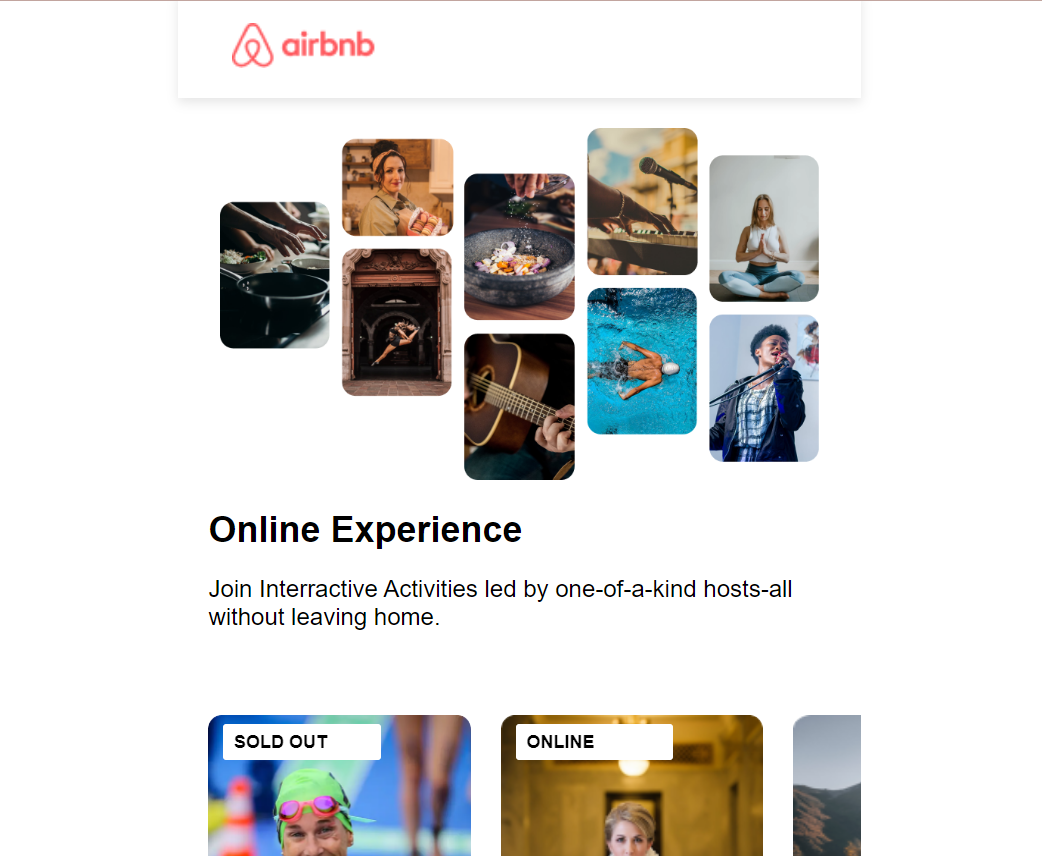 airbnb
Online Experience
Join Interractive Activities led by one-of-a-kind hosts-all
without leaving home.
SOLD OUT
ONLINE